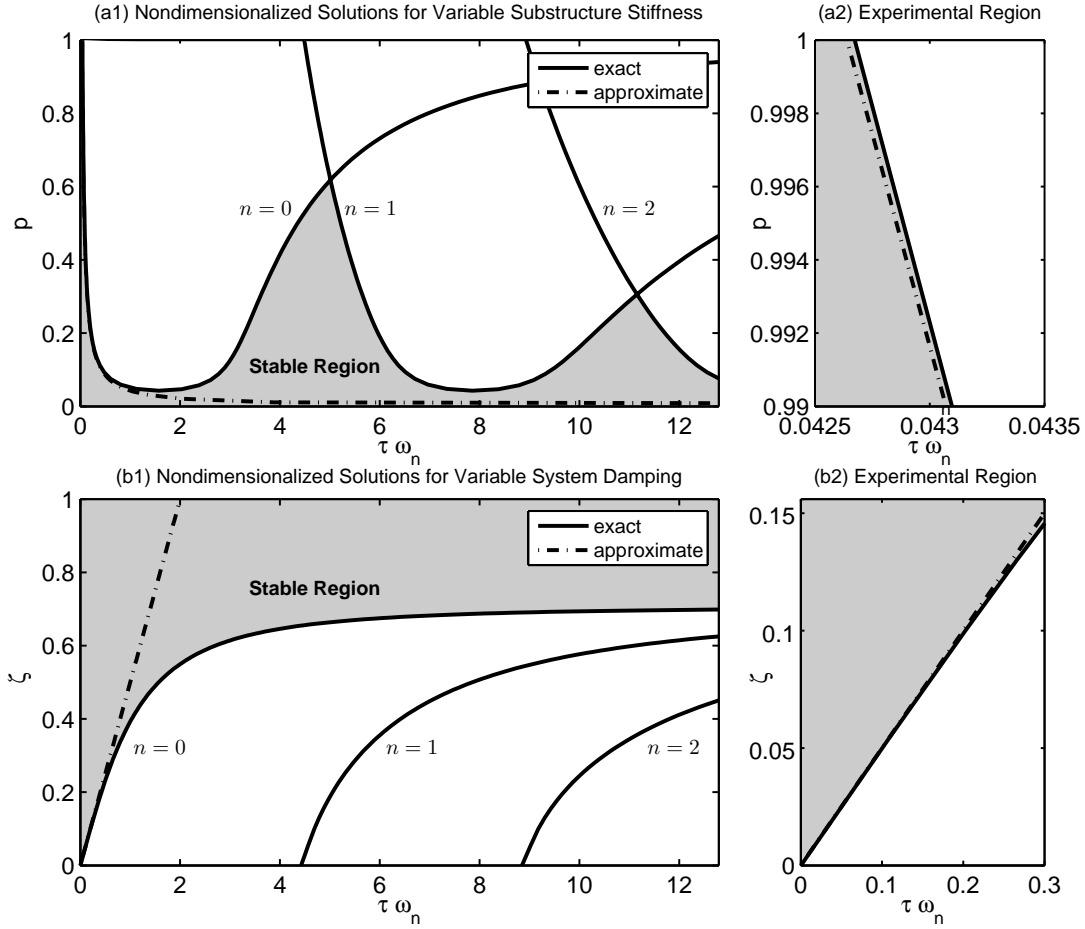 (a1) Nondimensionalized Solutions for Variable Substructure Stiffness
1
0.8
0.6
0.4
0.2
0
p
0
2
4
6
8
10
12
τ ωn
exact
approximate
n = 0
n = 1
n = 2
Stable Region
(a2) Experimental Region
1
0.998
0.996
0.994
0.992
0.99
p
0.0425
0.043
0.0435
τ ωn
(b1) Nondimensionalized Solutions for Variable System Damping
1
0.8
0.6
0.4
0.2
0
ζ
0
2
4
6
8
10
12
τ ωn
exact
approximate
Stable Region
n = 0
n = 1
n = 2
(b2) Experimental Region
0.15
0.1
0.05
0
ζ
0
0.1
0.2
0.3
τ ωn